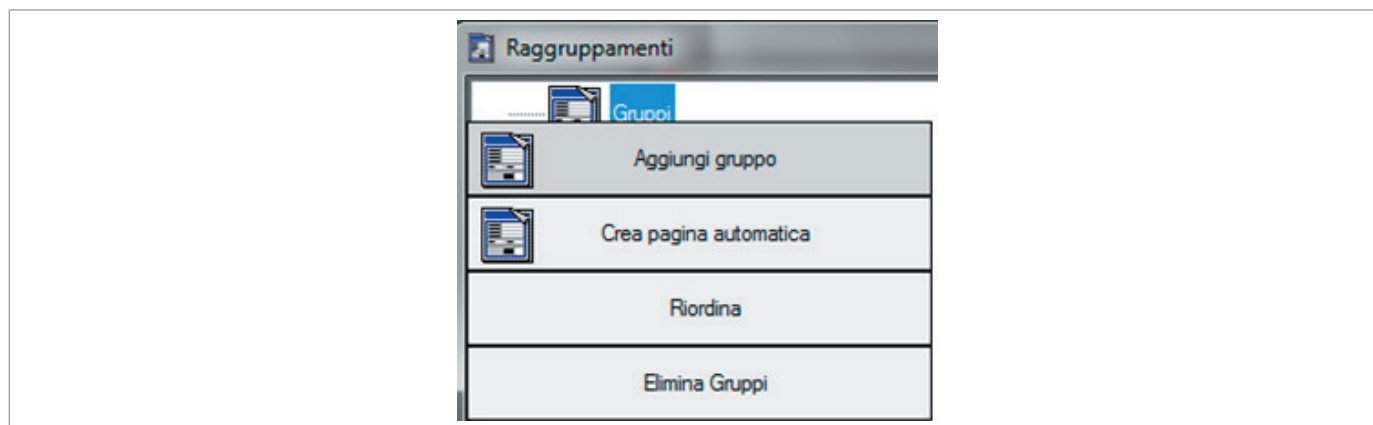 Raggruppamenti
Gruppi
Aggiungi gruppo
Crea pagina automatica
Riordina
Elimina Gruppi